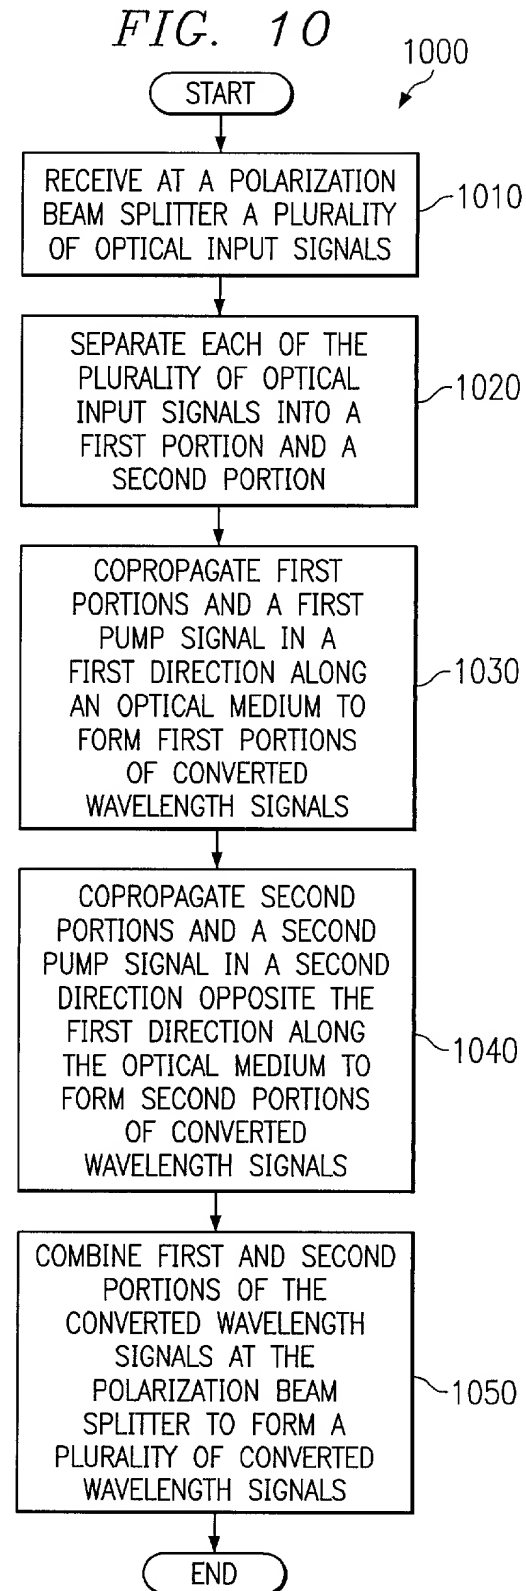 FIG. 10
1000
START
RECEIVE AT A POLARIZATION
BEAM SPLITTER A PLURALITY
OF OPTICAL INPUT SIGNALS
1010
SEPARATE EACH OF THE
PLURALITY OF OPTICAL
INPUT SIGNALS INTO A
FIRST PORTION AND A
SECOND PORTION
1020
COPROPAGATE FIRST
PORTIONS AND A FIRST
PUMP SIGNAL IN A
FIRST DIRECTION ALONG
AN OPTICAL MEDIUM TO
FORM FIRST PORTIONS
OF CONVERTED
WAVELENGTH SIGNALS
1030
COPROPAGATE SECOND
PORTIONS AND A SECOND
PUMP SIGNAL IN A SECOND
DIRECTION OPPOSITE THE
FIRST DIRECTION ALONG
THE OPTICAL MEDIUM TO
FORM SECOND PORTIONS
OF CONVERTED
WAVELENGTH SIGNALS
1040
COMBINE FIRST AND SECOND
PORTIONS OF THE
CONVERTED WAVELENGTH
SIGNALS AT THE
POLARIZATION BEAM
SPLITTER TO FORM A
PLURALITY OF CONVERTED
WAVELENGTH SIGNALS
1050
END